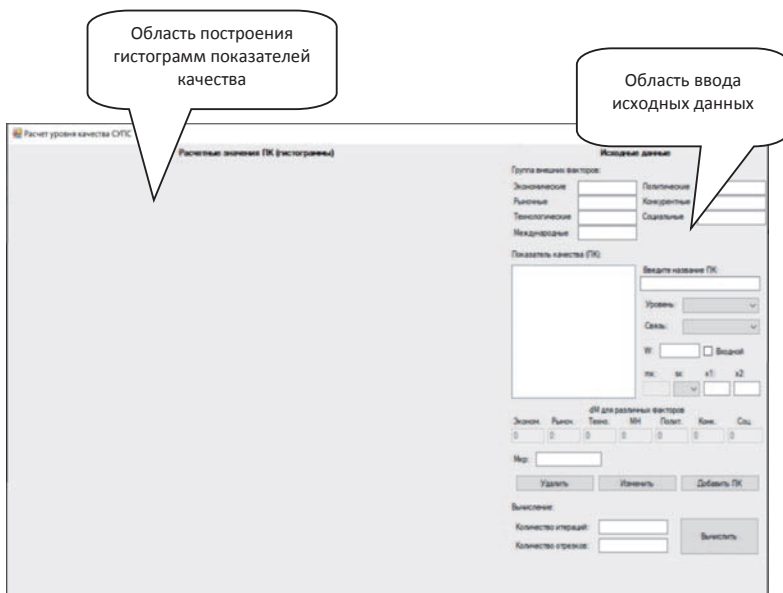 Область построения
гистограмм показателей
качества
Область ввода
исходных данных
Расчет уровня качества СУПС
Расчетные значения ПК (гистограммы)
Исходные данные
Группа внешних факторов:
Экономические
Политические
Рыночные
Конкурентные
Технологические
Социальные
Международные
Показатель качества (ПК):
Введите название ПК:
Уровень:
Связь:
W:
Входной
x1:
x2:
dM для различных факторов
Эконом. Рыноч. Техно. МН Полит. Конк. Соц.
0 0 0 0 0 0 0
Мкр:
Удалить Изменить Добавить ПК
Вычисление:
Количество итераций:
Количество отрезков:
Вычислить